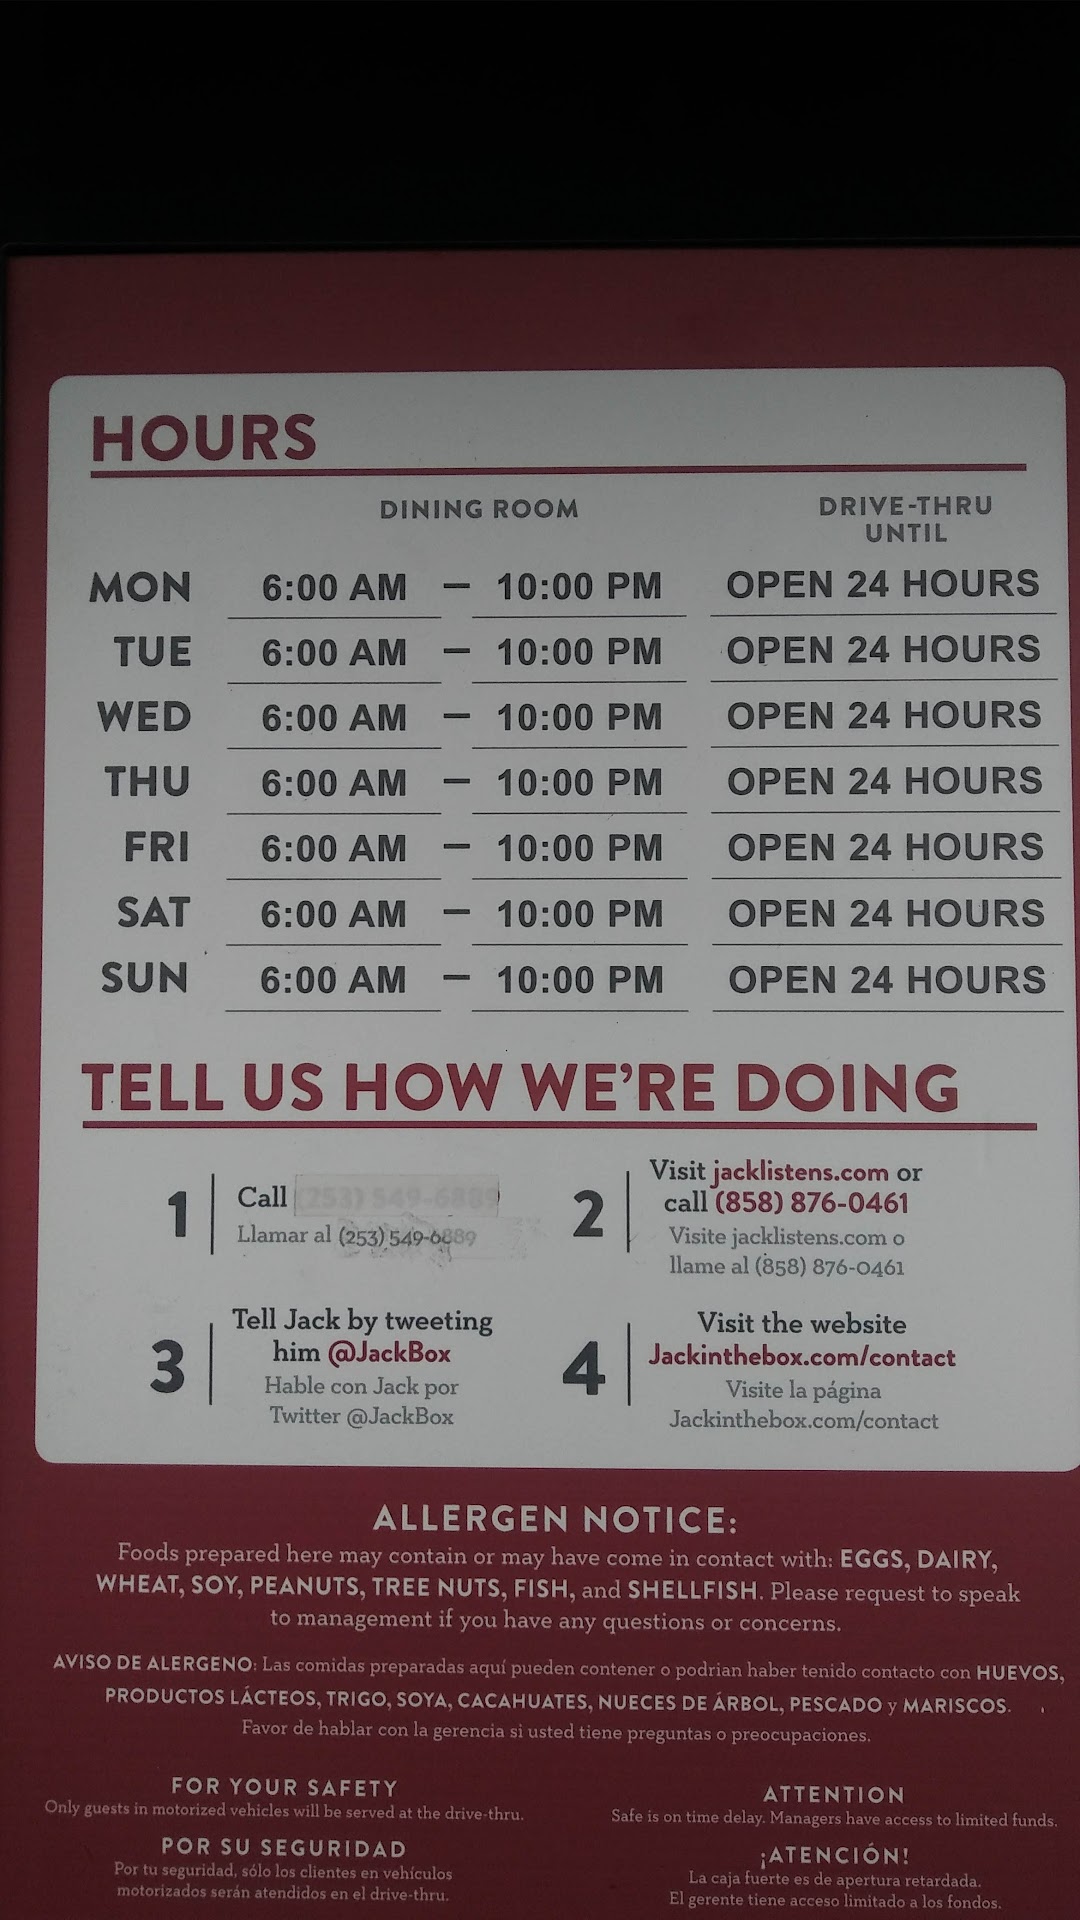 HOURS
DINING ROOM
DRIVE-THRU
UNTIL
MON 6:00 AM — 10:00 PM OPEN 24 HOURS
TUE 6:00 AM — 10:00 PM OPEN 24 HOURS
WED 6:00 AM — 10:00 PM OPEN 24 HOURS
THU 6:00 AM — 10:00 PM OPEN 24 HOURS
FRI 6:00 AM — 10:00 PM OPEN 24 HOURS
SAT 6:00 AM — 10:00 PM OPEN 24 HOURS
SUN 6:00 AM — 10:00 PM OPEN 24 HOURS
TELL US HOW WE'RE DOING
1
Call (253) 549-6889
Llamar al (253) 549-6889
2
Visit jacklistens.com or
call (858) 876-0461
Visite jacklistens.com o
llame al (858) 876-0461
3
Tell Jack by tweeting
him @JackBox
Hable con Jack por
Twitter @JackBox
4
Visit the website
Jackinthebox.com/contact
Visite la página
Jackinthebox.com/contact
ALLERGEN NOTICE:
Foods prepared here may contain or may have come in contact with: EGGS, DAIRY,
WHEAT, SOY, PEANUTS, TREE NUTS, FISH, and SHELLFISH. Please request to speak
to management if you have any questions or concerns.
AVISO DE ALERGENO: Las comidas preparadas aquí pueden contener o podrian haber tenido contacto con HUEVOS,
PRODUCTOS LÁCTEOS, TRIGO, SOYA, CACAHUATES, NUECES DE ÁRBOL, PESCADO y MARISCOS.
Favor de hablar con la gerencia si usted tiene preguntas o preocupaciones.
FOR YOUR SAFETY
Only guests in motorized vehicles will be served at the drive-thru.
POR SU SEGURIDAD
Por tu seguridad, sólo los clientes en vehículos
motorizados serán atendidos en el drive-thru.
ATTENTION
Safe is on time delay. Managers have access to limited funds.
¡ATENCIÓN!
La caja fuerte es de apertura retardada.
El gerente tiene acceso limitado a los fondos.